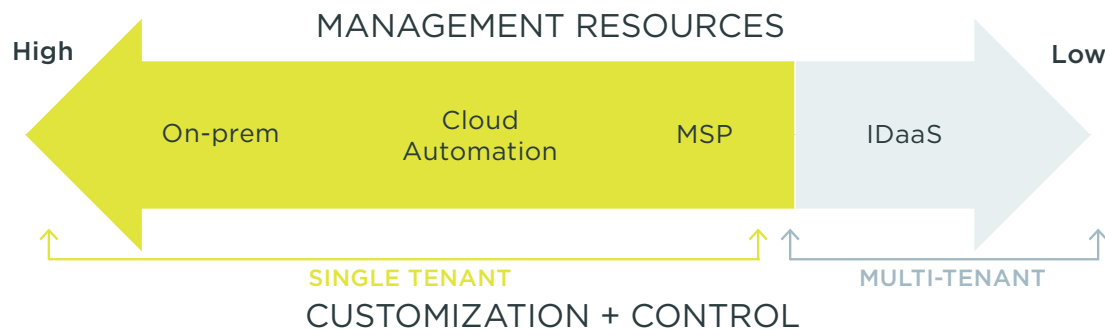 MANAGEMENT RESOURCES
High
Low
On-prem
Cloud
Automation
MSP
IDaaS
SINGLE TENANT
MULTI-TENANT
CUSTOMIZATION + CONTROL